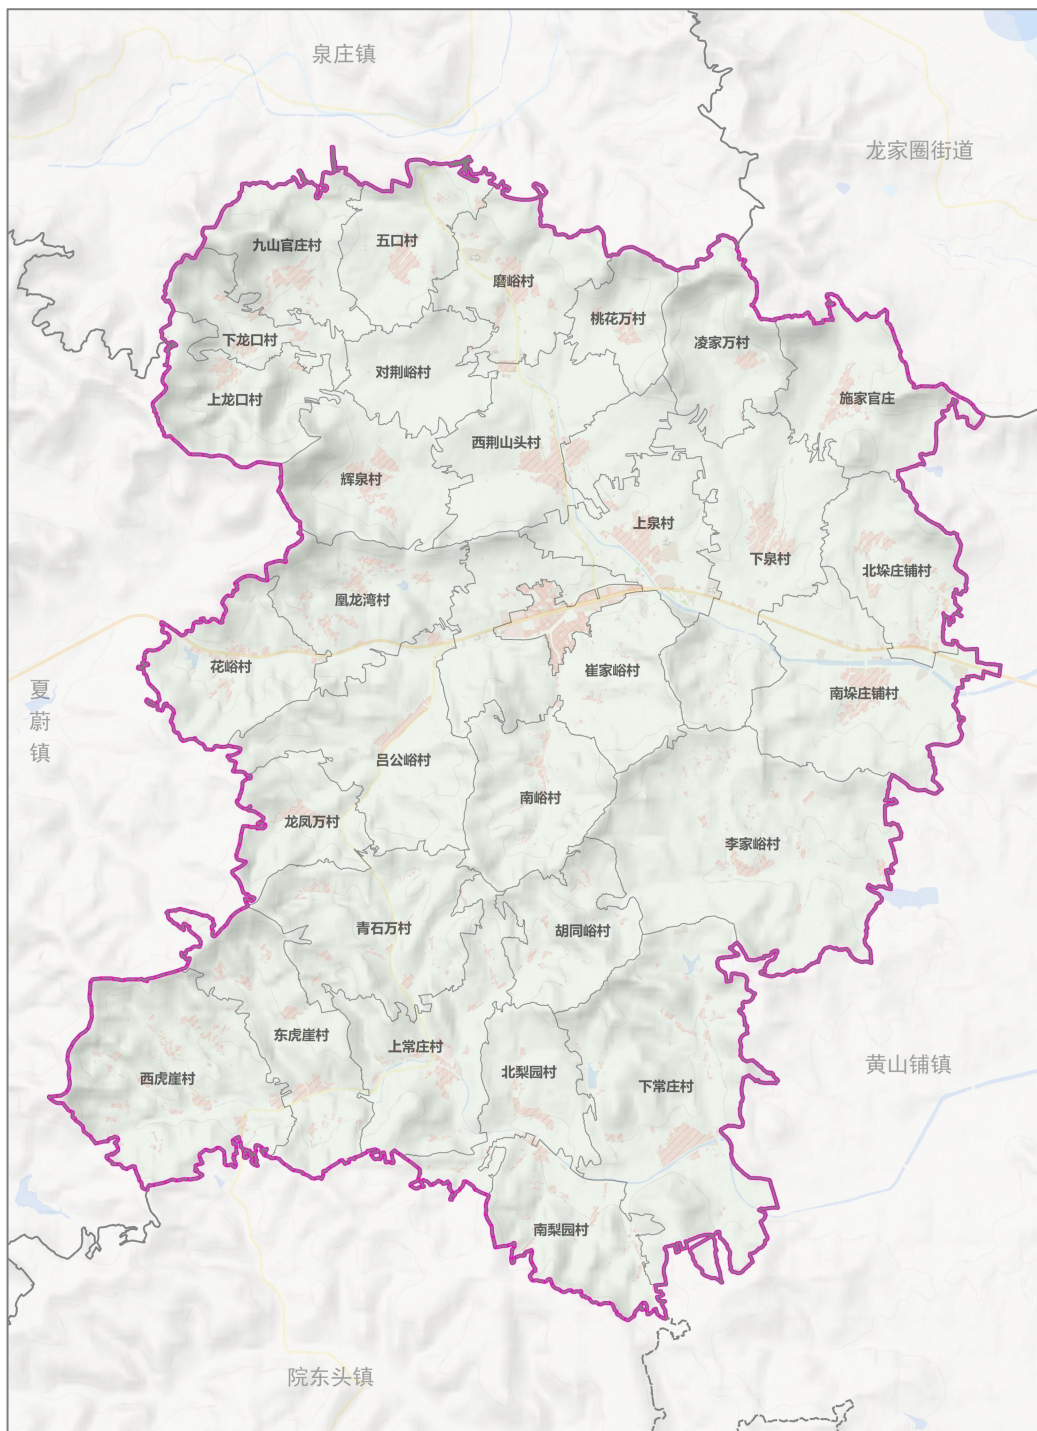 泉庄镇
龙家圈街道
五口村
九山官庄村
磨峪村
桃花万村
下龙口村
凌家万村
对荆峪村
上龙口村
施家官庄
西荆山头村
辉泉村
上泉村
下泉村
北垛庄铺村
凰龙湾村
花峪村
崔家峪村
南垛庄铺村
夏
蔚
镇
吕公峪村
南峪村
龙凤万村
李家峪村
青石万村
胡同峪村
东虎崖村
上常庄村
黄山铺镇
北梨园村
西虎崖村
下常庄村
南梨园村
院东头镇